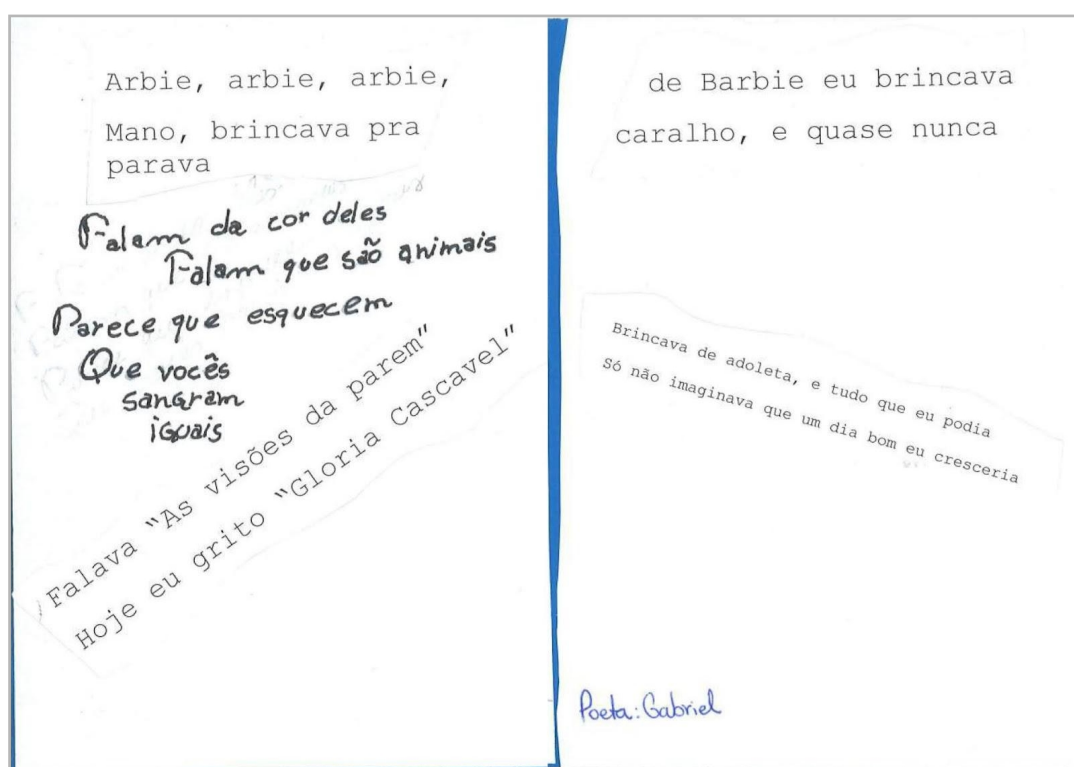 Arbie, arbie, arbie,
Mano, brincava pra
parava
Falam da cor deles
Falam que são animais
Parece que esquecem
Que vocês
sangram
iguais
Falava “As visões da parem”
Hoje eu grito “Gloria Cascavel”
de Barbie eu brincava
caralho, e quase nunca
Brincava de adoleta, e tudo que eu podia
Só não imaginava que um dia bom eu cresceria
Poeta: Gabriel